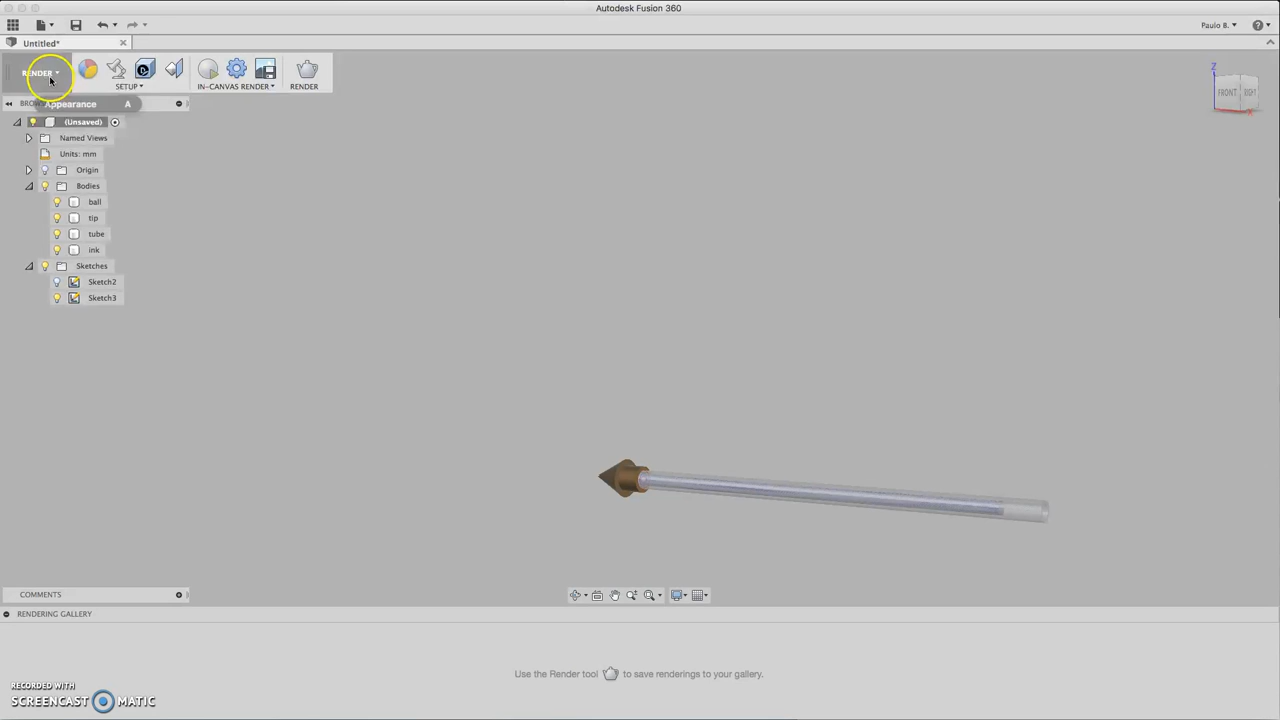 Autodesk Fusion 360
Paulo B.
Untitled*
RENDER
SETUP
IN-CANVAS RENDER
RENDER
Appearance A
(Unsaved)
Named Views
Units: mm
Origin
Bodies
ball
tip
tube
ink
Sketches
Sketch2
Sketch3
Z
FRONT
RIGHT
X
COMMENTS
RENDERING GALLERY
Use the Render tool to save renderings to your gallery.
RECORDED WITH
SCREENCAST MATIC